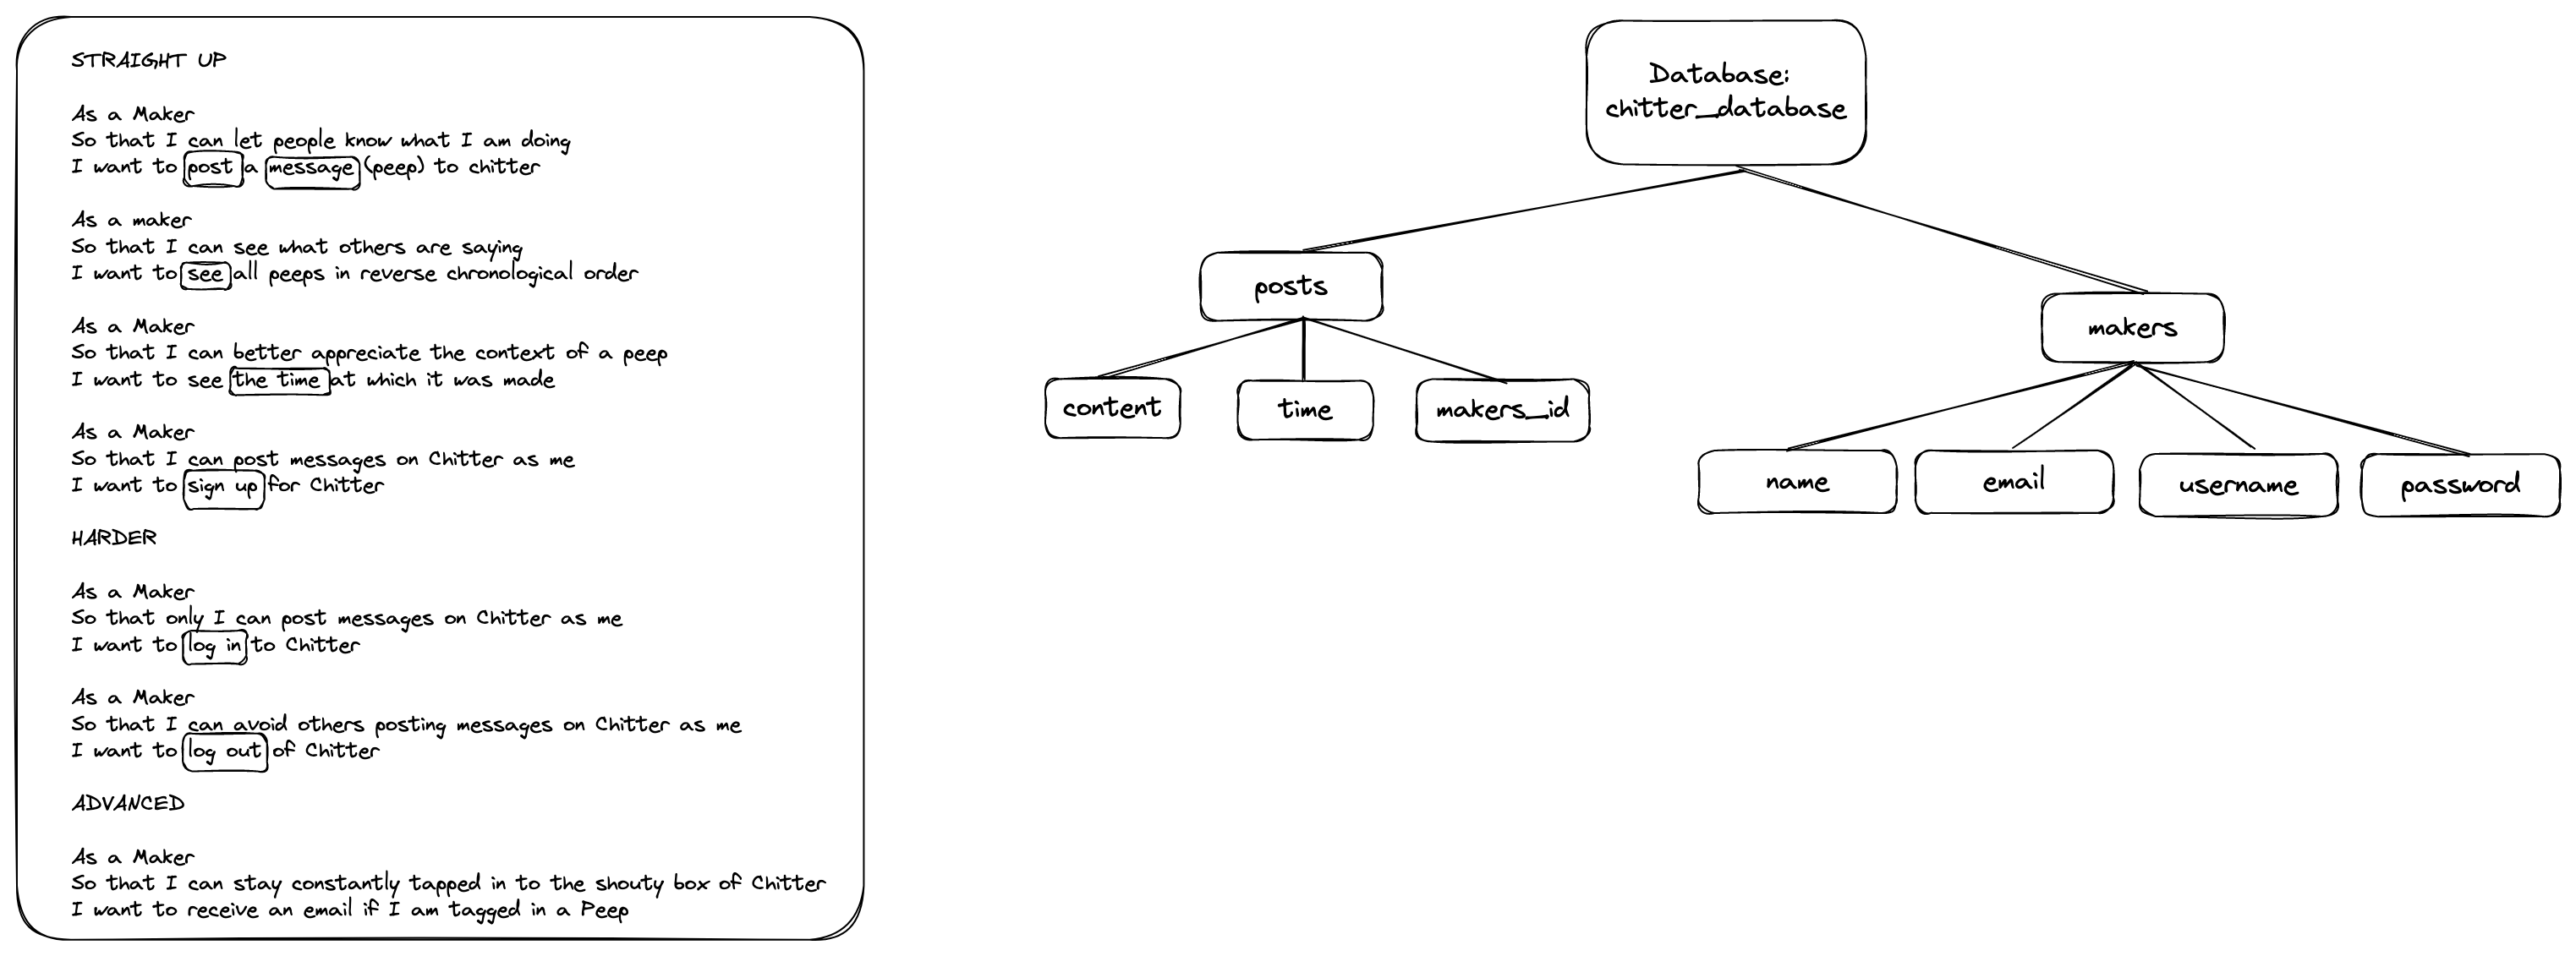 STRAIGHT UP
As a Maker
So that I can let people know what I am doing
I want to post a message (peep) to chitter
As a maker
So that I can see what others are saying
I want to see all peeps in reverse chronological order
As a Maker
So that I can better appreciate the context of a peep
I want to see the time at which it was made
As a Maker
So that I can post messages on Chitter as me
I want to sign up for Chitter
HARDER
As a Maker
So that only I can post messages on Chitter as me
I want to log in to Chitter
As a Maker
So that I can avoid others posting messages on Chitter as me
I want to log out of Chitter
ADVANCED
As a Maker
So that I can stay constantly tapped in to the shouty box of Chitter
I want to receive an email if I am tagged in a Peep
Database:
chitter_database
posts
content
time
makers_id
makers
name
email
username
password